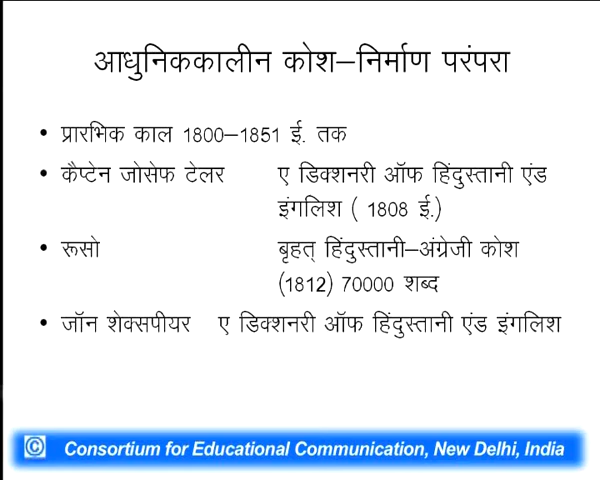 आधुनिककालीन कोश–निर्माण परंपरा
• प्रारभिक काल 1800–1851 ई. तक
• कैप्टेन जोसेफ टेलर ए डिक्शनरी ऑफ हिंदुस्तानी एंड
इंगलिश ( 1808 ई.)
• रूसो बृहत् हिंदुस्तानी–अंग्रेजी कोश
(1812) 70000 शब्द
• जॉन शेक्सपीयर ए डिक्शनरी ऑफ हिंदुस्तानी एंड इंगलिश
© Consortium for Educational Communication, New Delhi, India